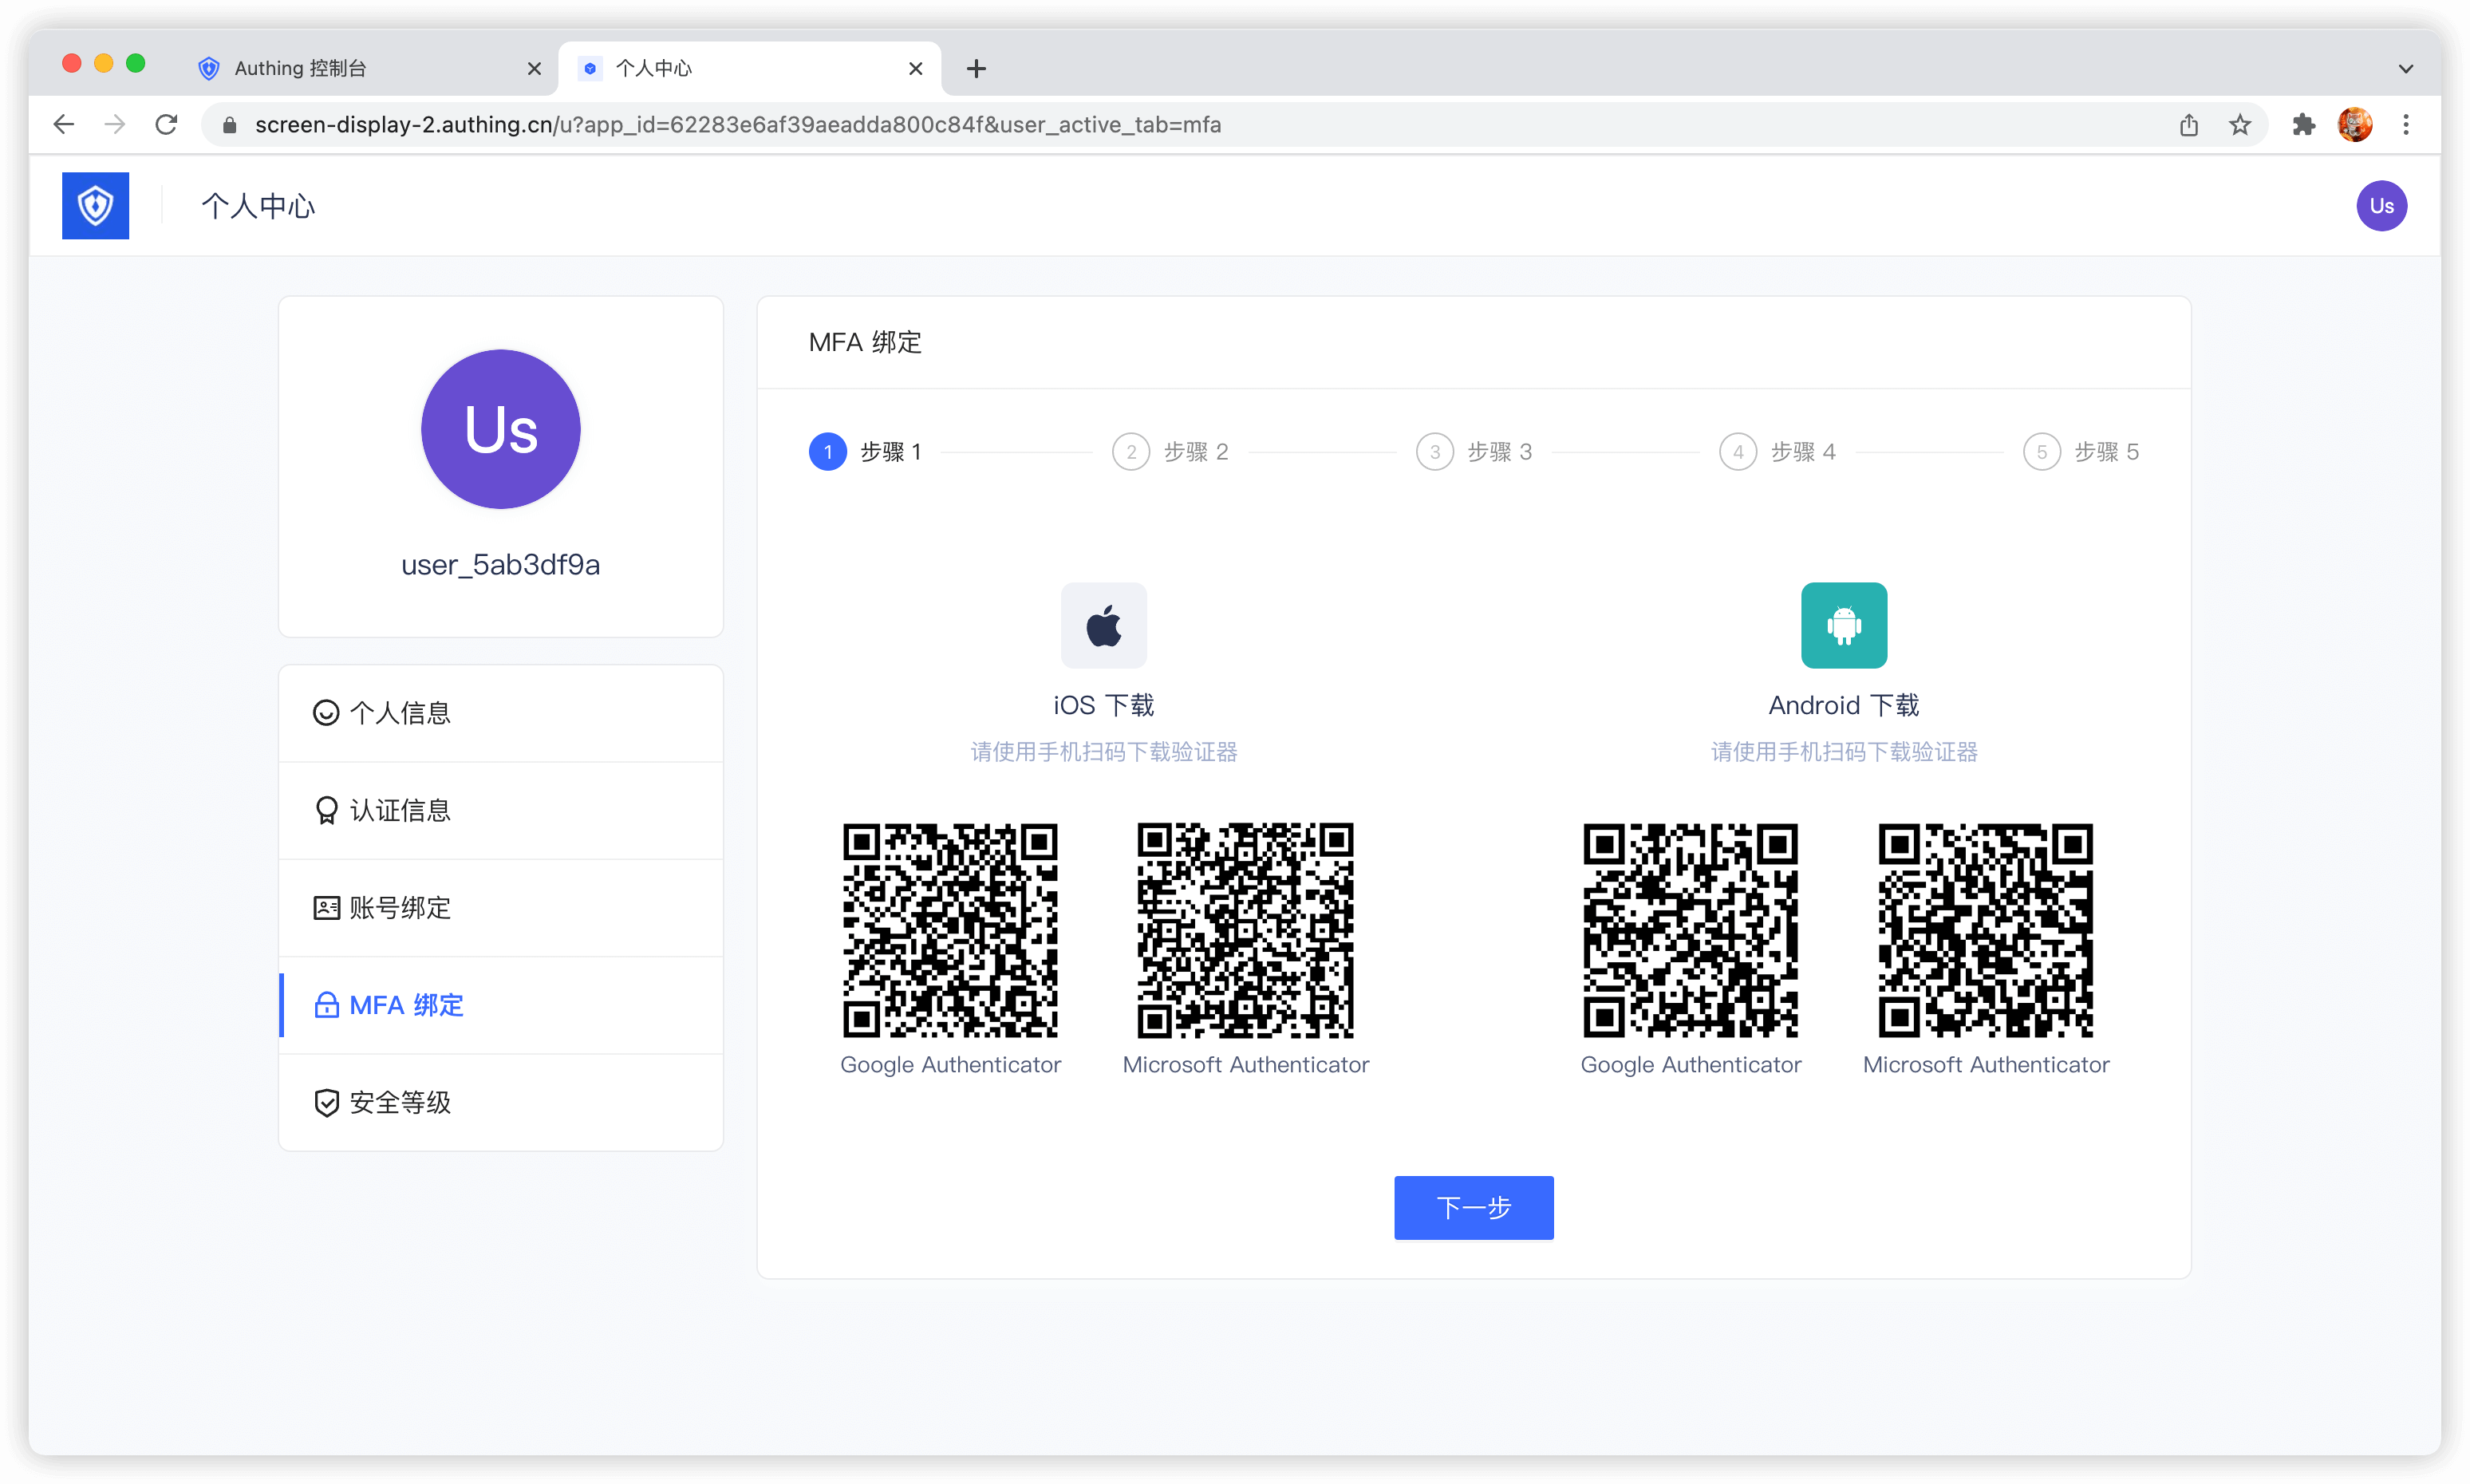 Authing 控制台
个人中心
screen-display-2.authing.cn/u?app_id=62283e6af39aeadda800c84f&user_active_tab=mfa
个人中心
Us
Us
user_5ab3df9a
个人信息
认证信息
账号绑定
MFA 绑定
安全等级
MFA 绑定
1 步骤 1
2 步骤 2
3 步骤 3
4 步骤 4
5 步骤 5
iOS 下载
请使用手机扫码下载验证器
Google Authenticator
Microsoft Authenticator
Android 下载
请使用手机扫码下载验证器
Google Authenticator
Microsoft Authenticator
下一步